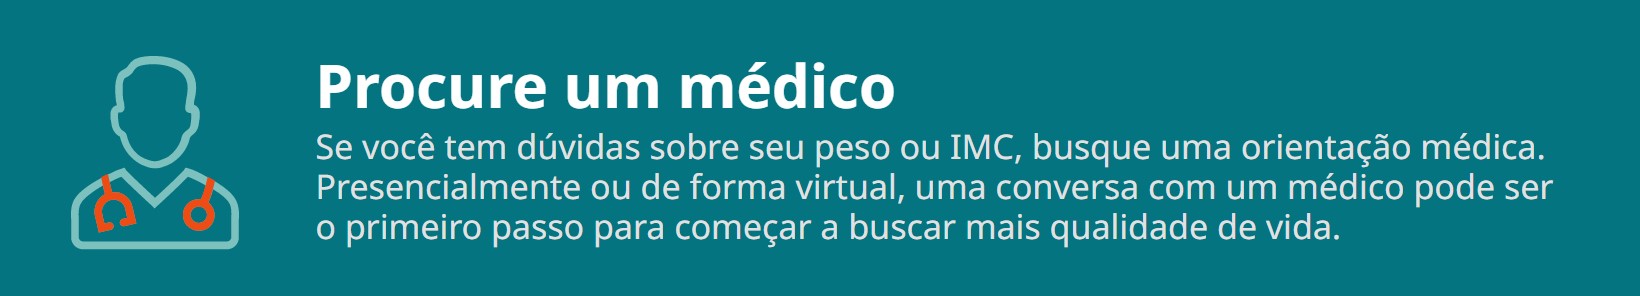 Procure um médico
Se você tem dúvidas sobre seu peso ou IMC, busque uma orientação médica.
Presencialmente ou de forma virtual, uma conversa com um médico pode ser
o primeiro passo para começar a buscar mais qualidade de vida.